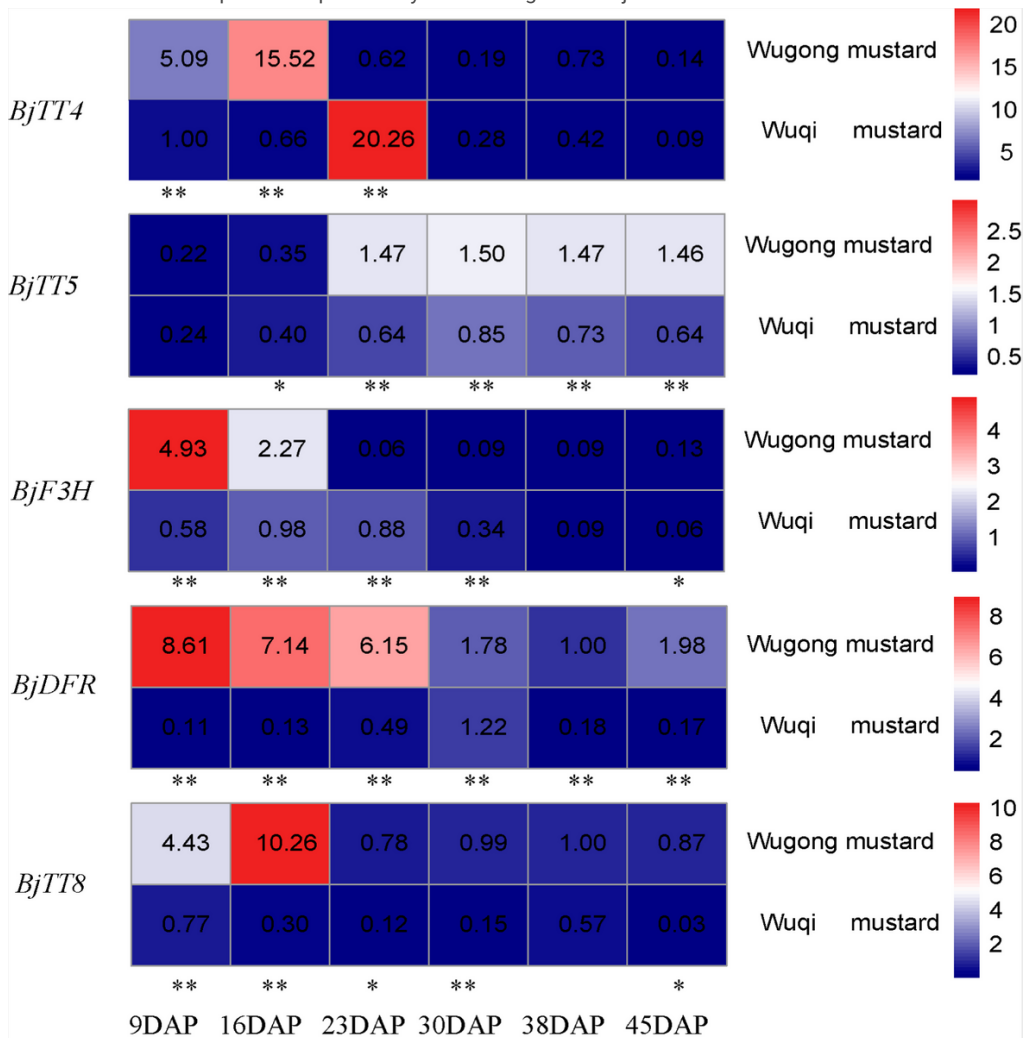 5.09 15.52 0.62 0.19 0.73 0.14 Wugong mustard 20
15
BjTT4 10
1.00 0.66 20.26 0.28 0.42 0.09 Wuqi mustard 5
** ** **
0.22 0.35 1.47 1.50 1.47 1.46 Wugong mustard 2.5
2
BjTT5 1.5
0.24 0.40 0.64 0.85 0.73 0.64 Wuqi mustard 1
0.5
* ** ** ** **
4.93 2.27 0.06 0.09 0.09 0.13 Wugong mustard 4
3
BjF3H 2
0.58 0.98 0.88 0.34 0.09 0.06 Wuqi mustard 1
** ** ** ** *
8.61 7.14 6.15 1.78 1.00 1.98 Wugong mustard 8
6
BjDFR 4
0.11 0.13 0.49 1.22 0.18 0.17 Wuqi mustard 2
** ** ** ** ** **
4.43 10.26 0.78 0.99 1.00 0.87 Wugong mustard 10
8
BjTT8 6
4
0.77 0.30 0.12 0.15 0.57 0.03 Wuqi mustard 2
** ** * ** *
9DAP 16DAP 23DAP 30DAP 38DAP 45DAP